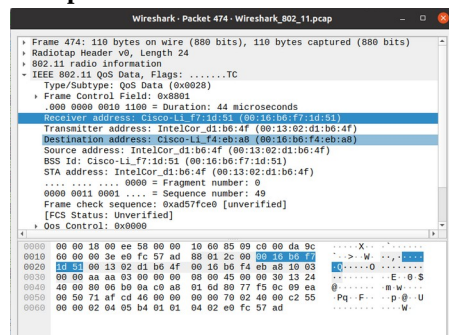 Wireshark · Packet 474 · Wireshark_802_11.pcap
Frame 474: 110 bytes on wire (880 bits), 110 bytes captured (880 bits)
Radiotap Header v0, Length 24
802.11 radio information
IEEE 802.11 QoS Data, Flags: .......TC
Type/Subtype: QoS Data (0x0028)
Frame Control Field: 0x8801
.000 0000 0010 1100 = Duration: 44 microseconds
Receiver address: Cisco-Li_f7:1d:51 (00:16:b6:f7:1d:51)
Transmitter address: IntelCor_d1:b6:4f (00:13:02:d1:b6:4f)
Destination address: Cisco-Li_f4:eb:a8 (00:16:b6:f4:eb:a8)
Source address: IntelCor_d1:b6:4f (00:13:02:d1:b6:4f)
BSS Id: Cisco-Li_f7:1d:51 (00:16:b6:f7:1d:51)
STA address: IntelCor_d1:b6:4f (00:13:02:d1:b6:4f)
.... .... .... 0000 = Fragment number: 0
0000 0011 0001 .... = Sequence number: 49
Frame check sequence: 0xad57fce0 [unverified]
[FCS Status: Unverified]
Qos Control: 0x0000
0000 00 00 18 00 ee 58 00 00 10 60 85 09 c0 00 da 9c ·····X·· ·`······
0010 60 00 00 3e e0 fc 57 ad 88 01 2c 00 00 16 b6 f7 `··>··W· ··,·····
0020 1d 51 00 13 02 d1 b6 4f 00 16 b6 f4 eb a8 10 03 ·Q·····O ········
0030 00 00 aa aa 03 00 00 00 08 00 45 00 00 30 13 24 ········ ··E··0·$
0040 40 00 80 06 b0 0c a0 a8 01 6d 80 77 f5 0c 09 ea @······· ·m·w····
0050 00 50 71 af cd 46 00 00 00 00 70 02 40 00 c2 55 ·Pq··F·· ··p·@··U
0060 00 00 02 04 05 b4 01 01 04 02 e0 fc 57 ad ········ ····W·